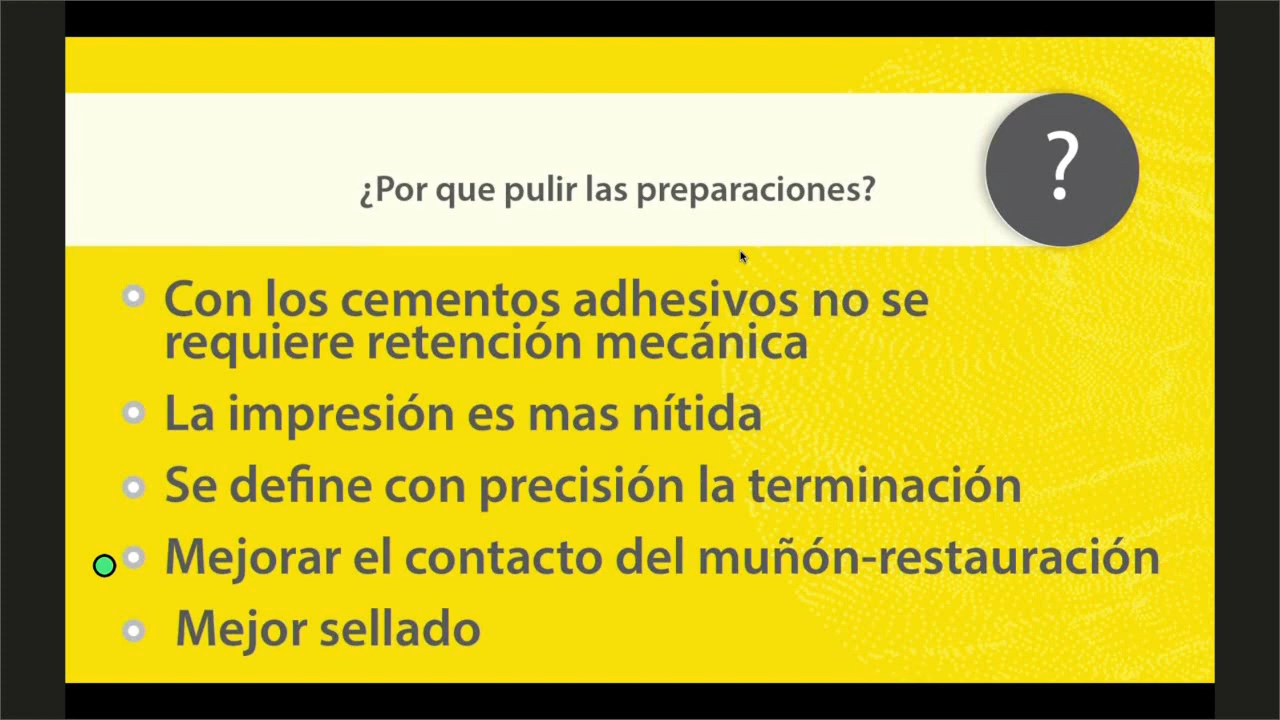 ¿Por que pulir las preparaciones?
?
Con los cementos adhesivos no se
requiere retención mecánica
La impresión es mas nítida
Se define con precisión la terminación
Mejorar el contacto del muñón-restauración
Mejor sellado